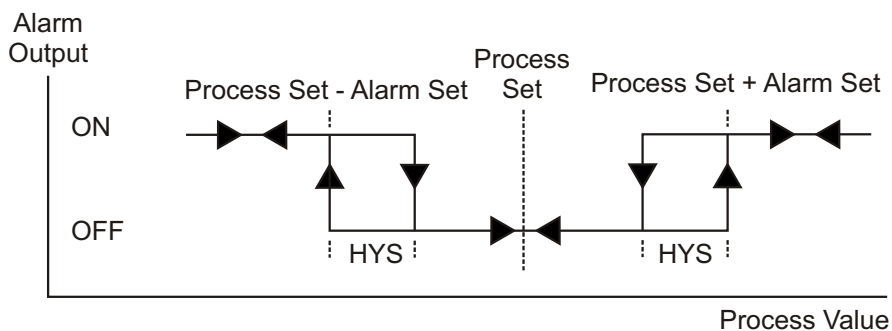 Alarm
Output
Process
Set
Process Set - Alarm Set
Process Set + Alarm Set
ON
OFF
HYS
HYS
Process Value